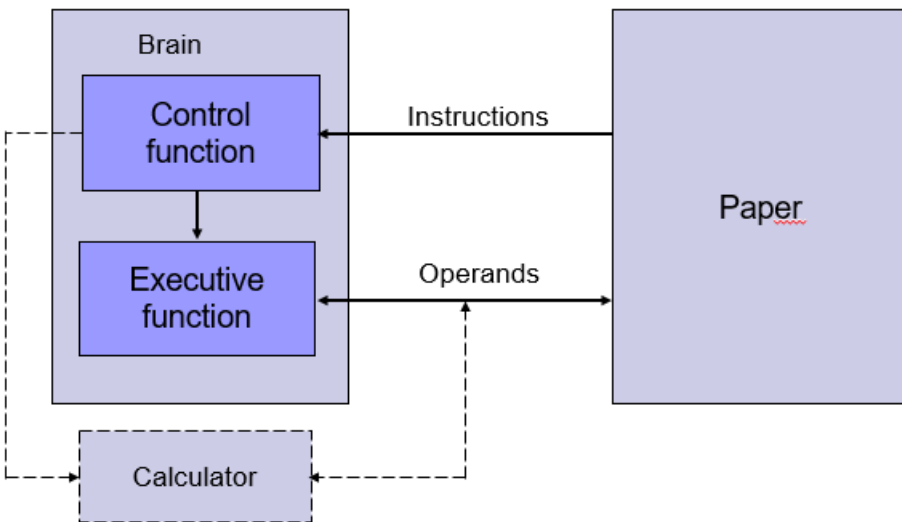 Brain
Control
function
Instructions
Paper
Executive
function
Operands
Calculator